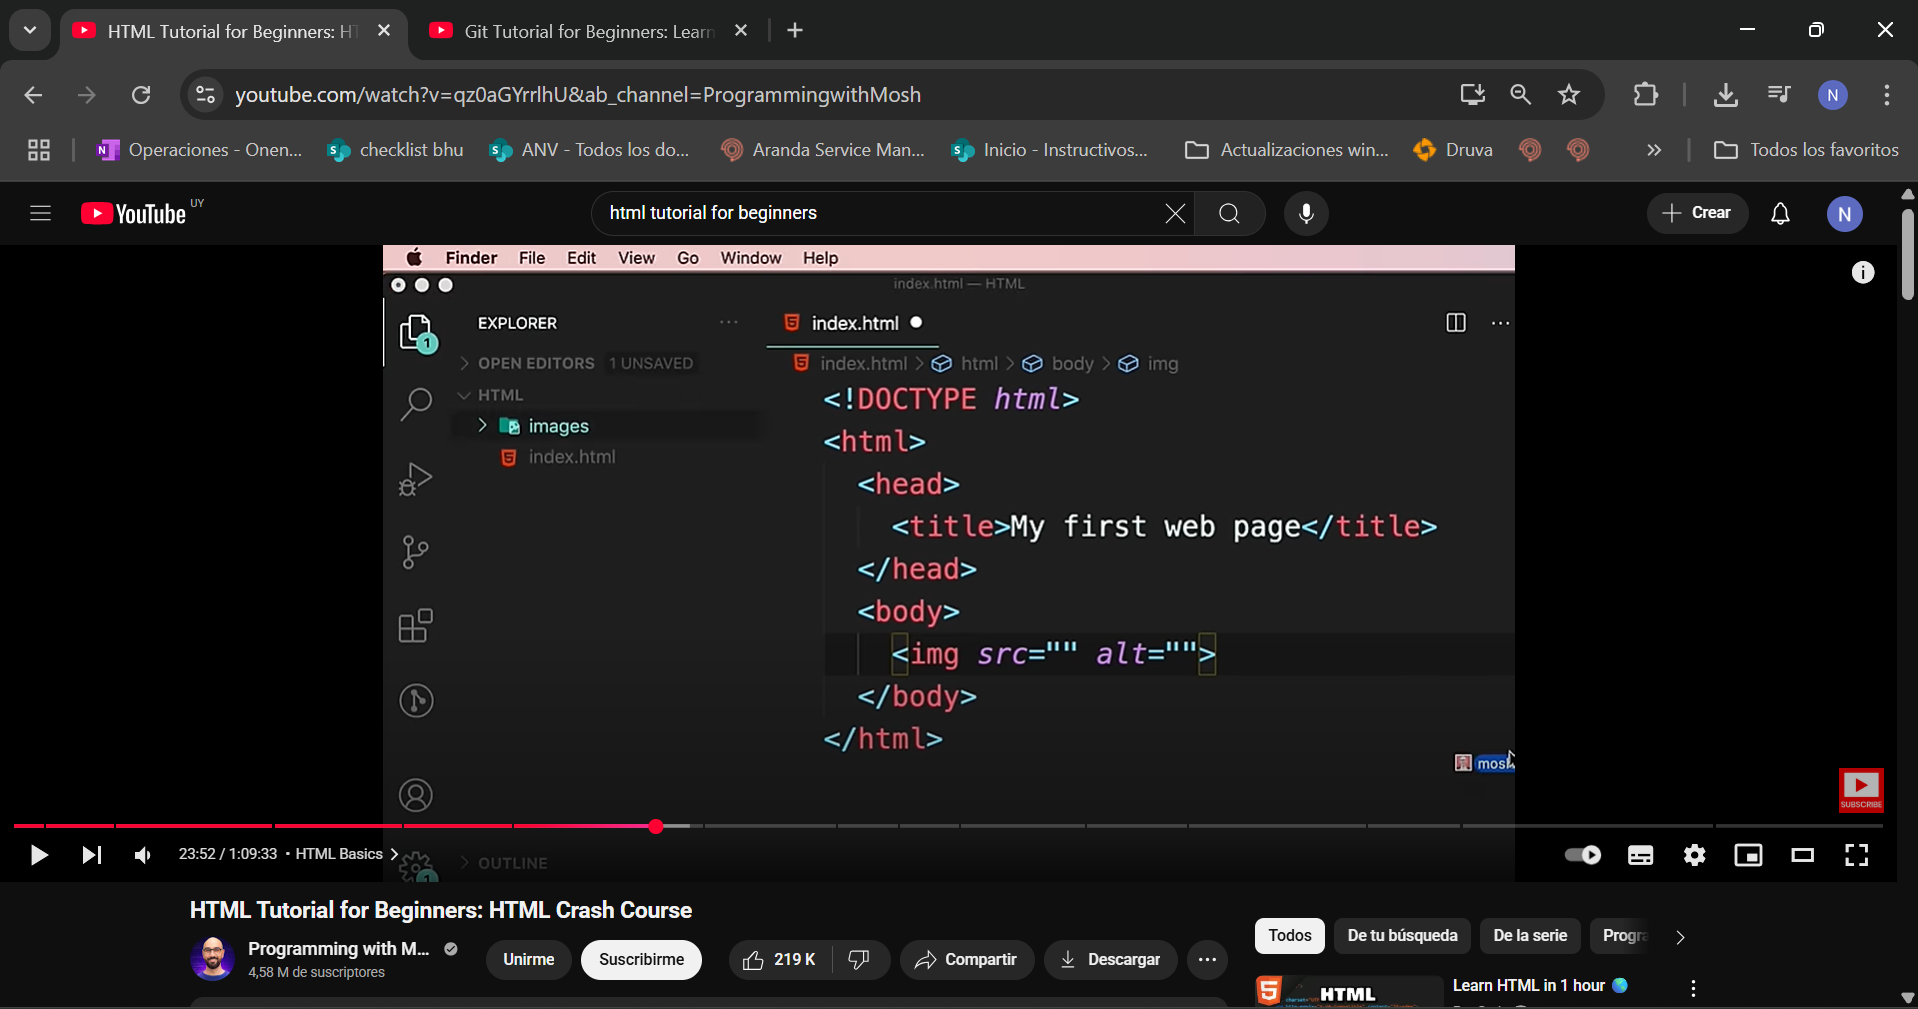 HTML Tutorial for Beginners: HT
Git Tutorial for Beginners: Learn
youtube.com/watch?v=qz0aGYrrlhU&ab_channel=ProgrammingwithMosh
N
Operaciones - Onen...
checklist bhu
ANV - Todos los do...
Aranda Service Man...
Inicio - Instructivos...
Actualizaciones win...
Druva
»
Todos los favoritos
YouTube UY
html tutorial for beginners
Crear
N
Finder File Edit View Go Window Help
index.html — HTML
EXPLORER ...
index.html
1
OPEN EDITORS 1 UNSAVED
index.html > html > body > img
HTML
images
index.html
<!DOCTYPE html>
<html>
<head>
<title>My first web page</title>
</head>
<body>
<img src="" alt="">
</body>
</html>
mosh
SUBSCRIBE
23:52 / 1:09:33 • HTML Basics
OUTLINE
1
HTML Tutorial for Beginners: HTML Crash Course
Programming with M...
4,58 M de suscriptores
Unirme
Suscribirme
219 K
Compartir
Descargar
Todos
De tu búsqueda
De la serie
Progra
HTML
Learn HTML in 1 hour